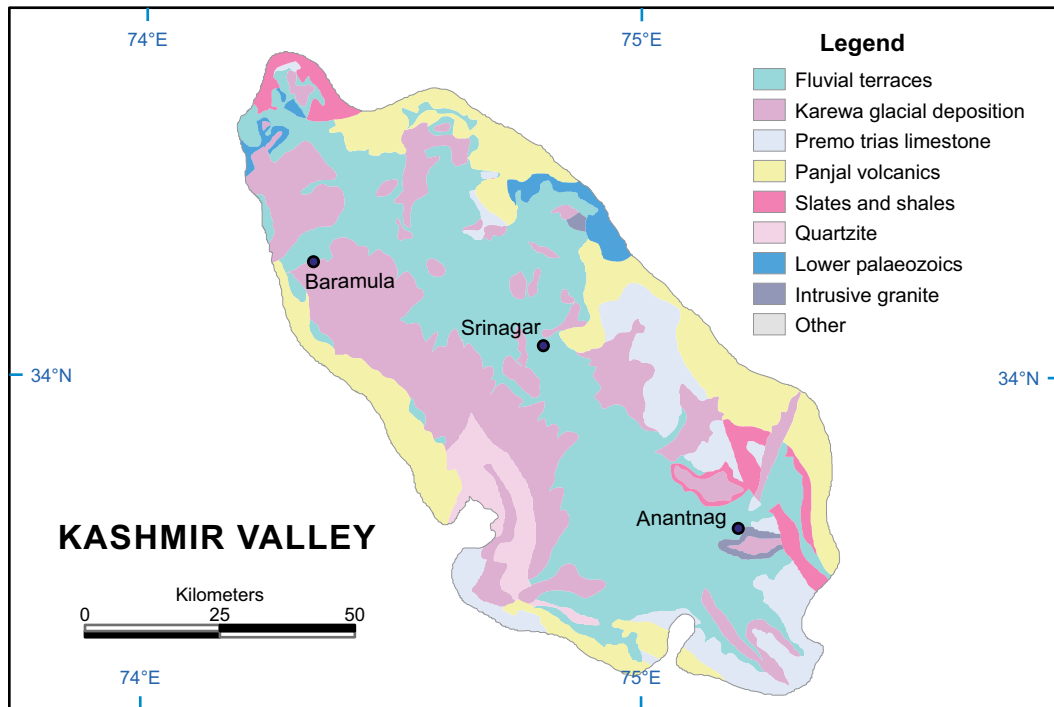 74°E
75°E
Legend
Fluvial terraces
Karewa glacial deposition
Premo trias limestone
Panjal volcanics
Slates and shales
Quartzite
Lower palaeozoics
Intrusive granite
Other
Baramula
Srinagar
34°N
34°N
Anantnag
KASHMIR VALLEY
Kilometers
0 25 50
74°E
75°E